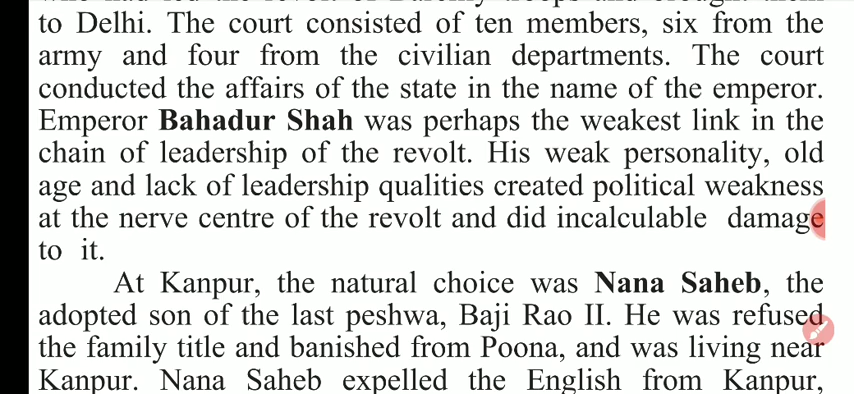 to Delhi. The court consisted of ten members, six from the
army and four from the civilian departments. The court
conducted the affairs of the state in the name of the emperor.
Emperor Bahadur Shah was perhaps the weakest link in the
chain of leadership of the revolt. His weak personality, old
age and lack of leadership qualities created political weakness
at the nerve centre of the revolt and did incalculable damage
to it.
At Kanpur, the natural choice was Nana Saheb, the
adopted son of the last peshwa, Baji Rao II. He was refused
the family title and banished from Poona, and was living near
Kanpur. Nana Saheb expelled the English from Kanpur,